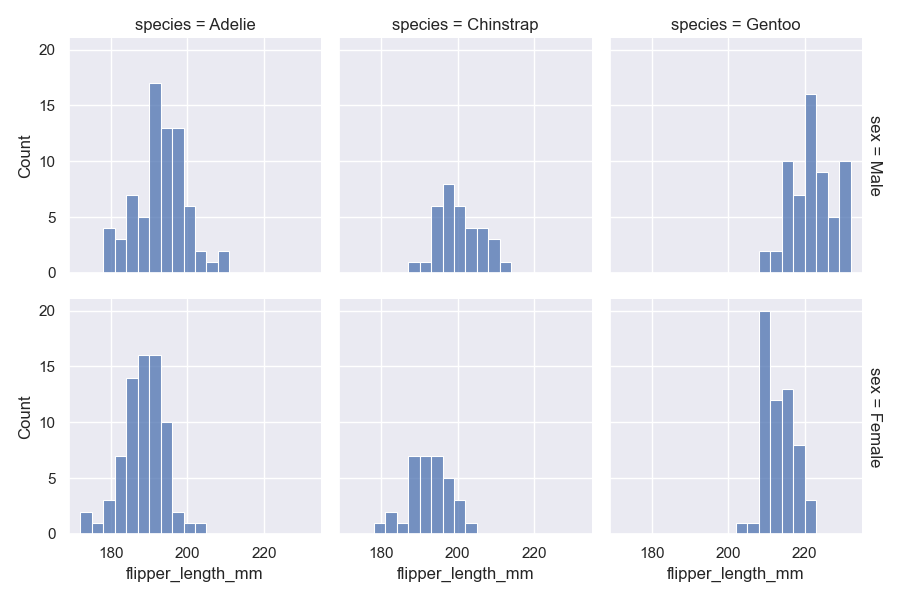 species = Adelie
species = Chinstrap
species = Gentoo
20
15
10
5
0
Count
sex = Male
20
15
10
5
0
Count
sex = Female
180 200 220
180 200 220
180 200 220
flipper_length_mm
flipper_length_mm
flipper_length_mm